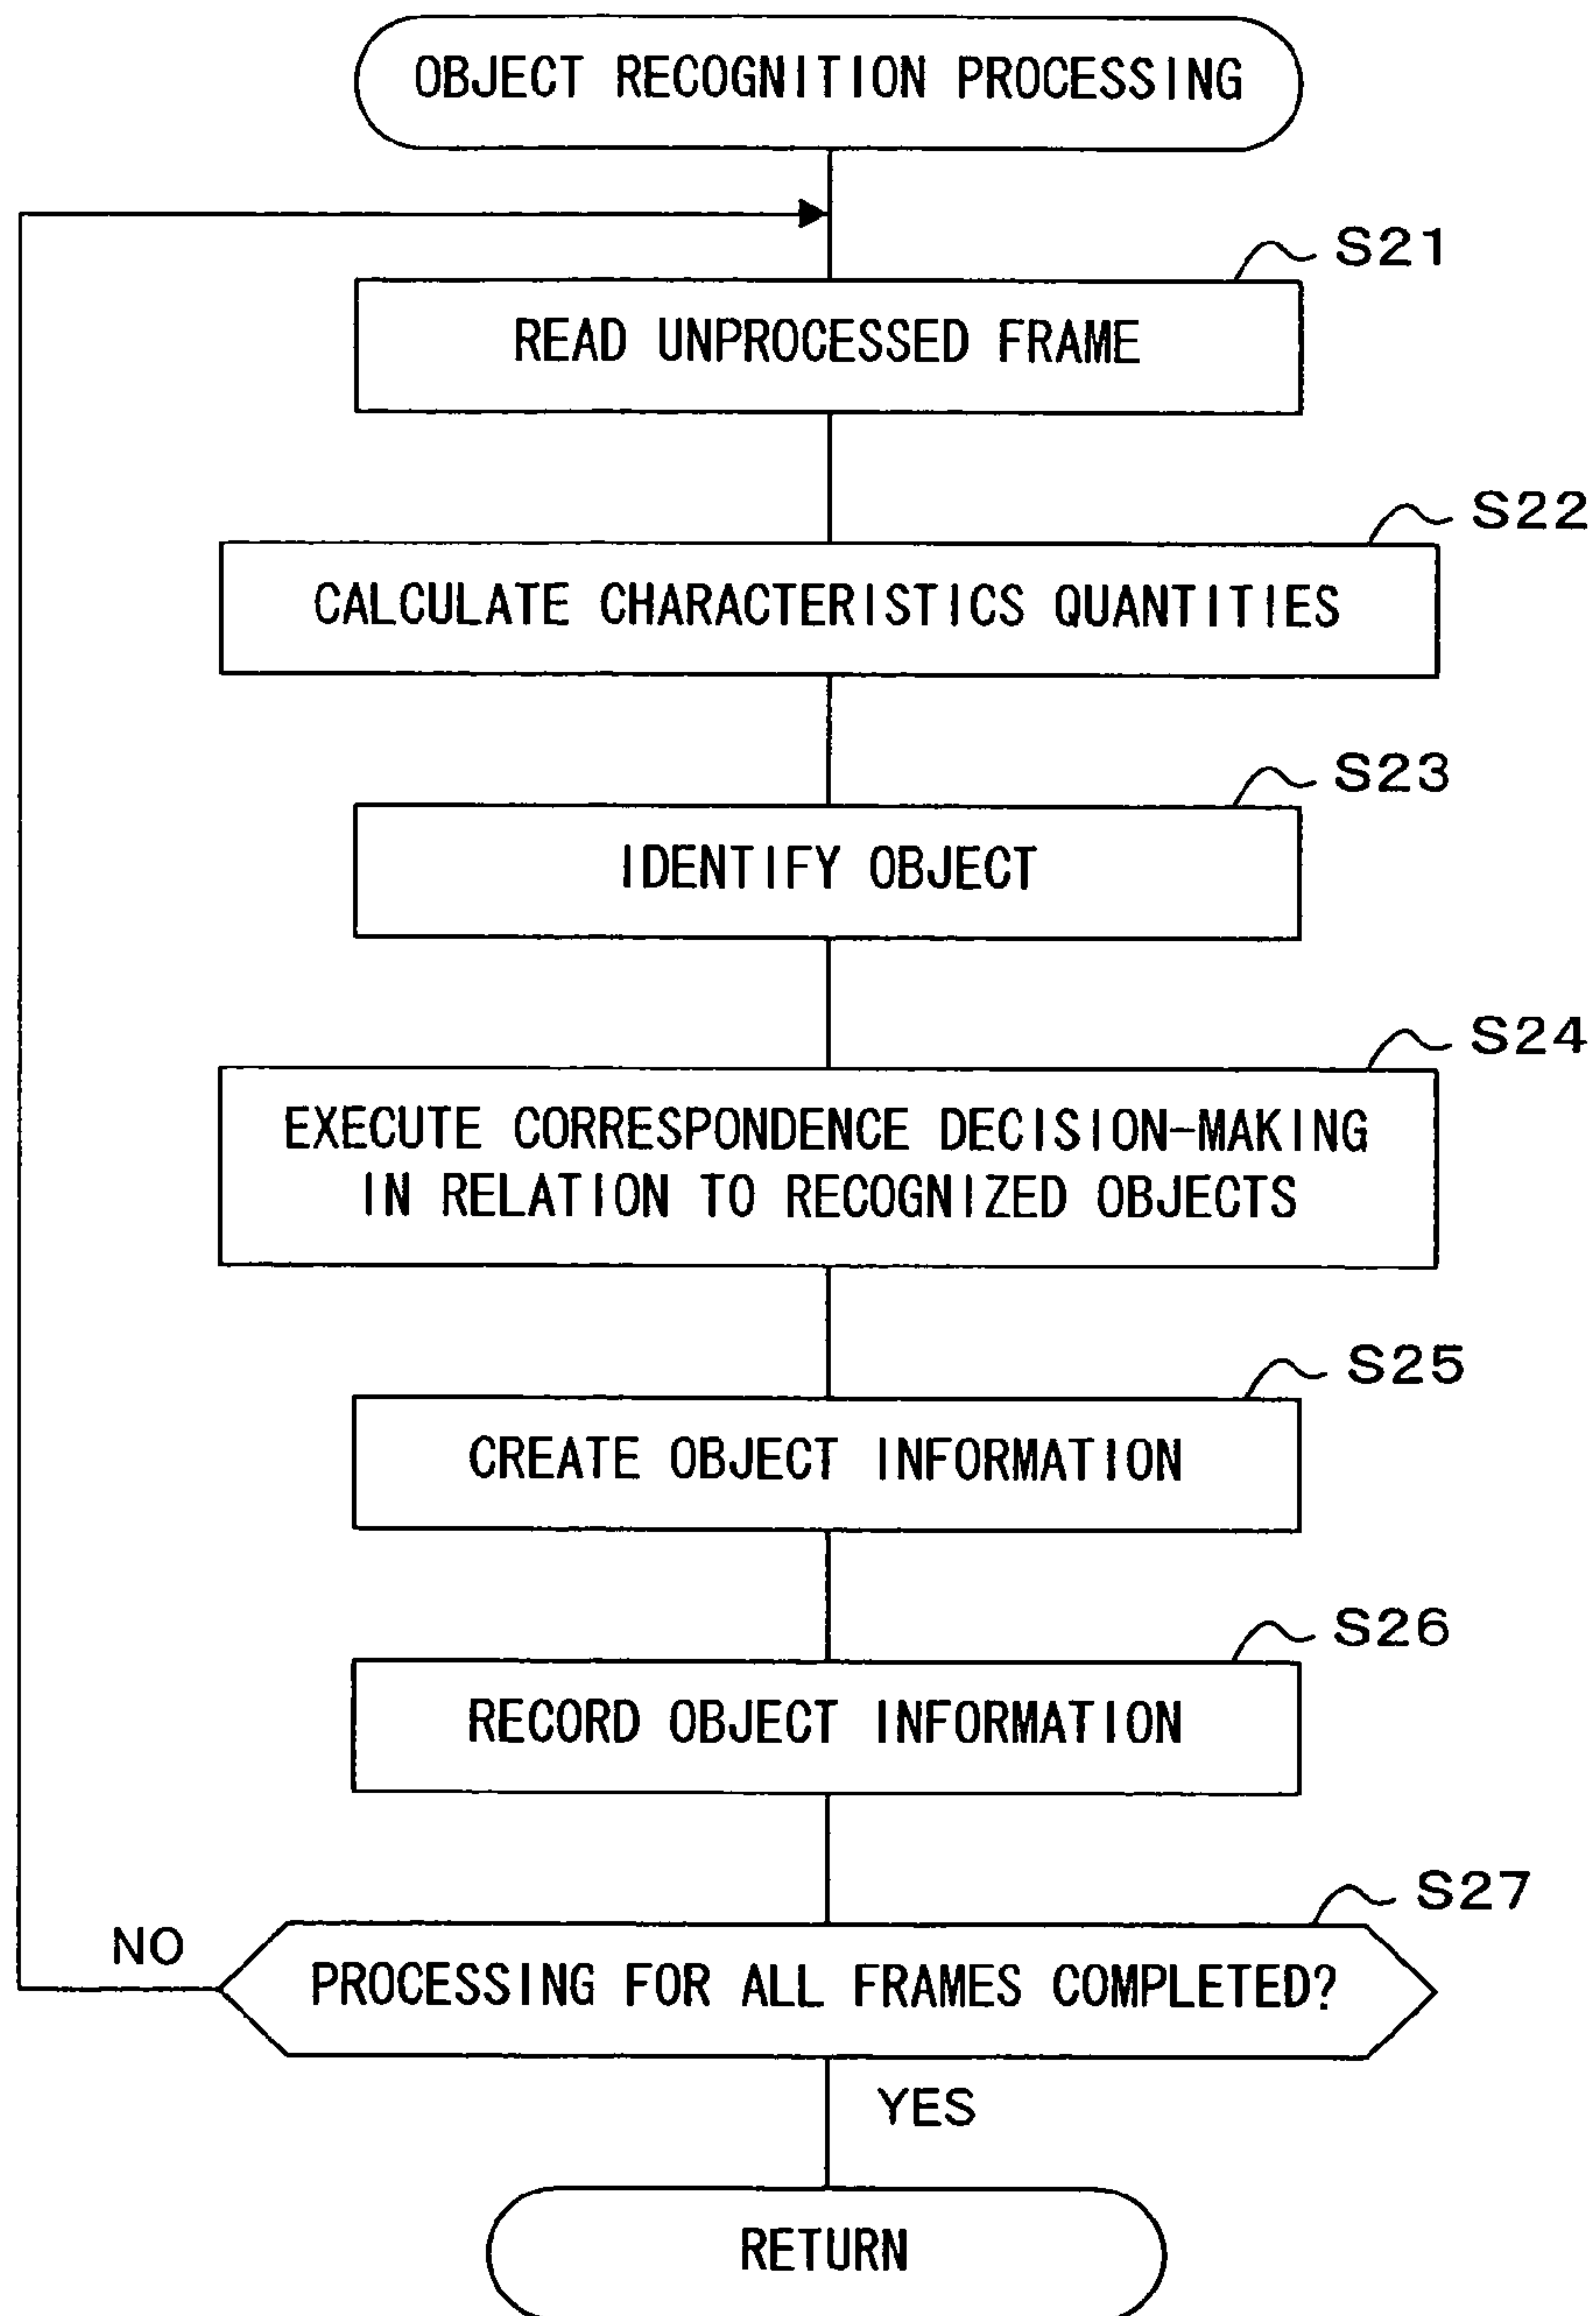 OBJECT RECOGNITION PROCESSING
S21
READ UNPROCESSED FRAME
S22
CALCULATE CHARACTERISTICS QUANTITIES
S23
IDENTIFY OBJECT
S24
EXECUTE CORRESPONDENCE DECISION-MAKING
IN RELATION TO RECOGNIZED OBJECTS
S25
CREATE OBJECT INFORMATION
S26
RECORD OBJECT INFORMATION
S27
NO
PROCESSING FOR ALL FRAMES COMPLETED?
YES
RETURN